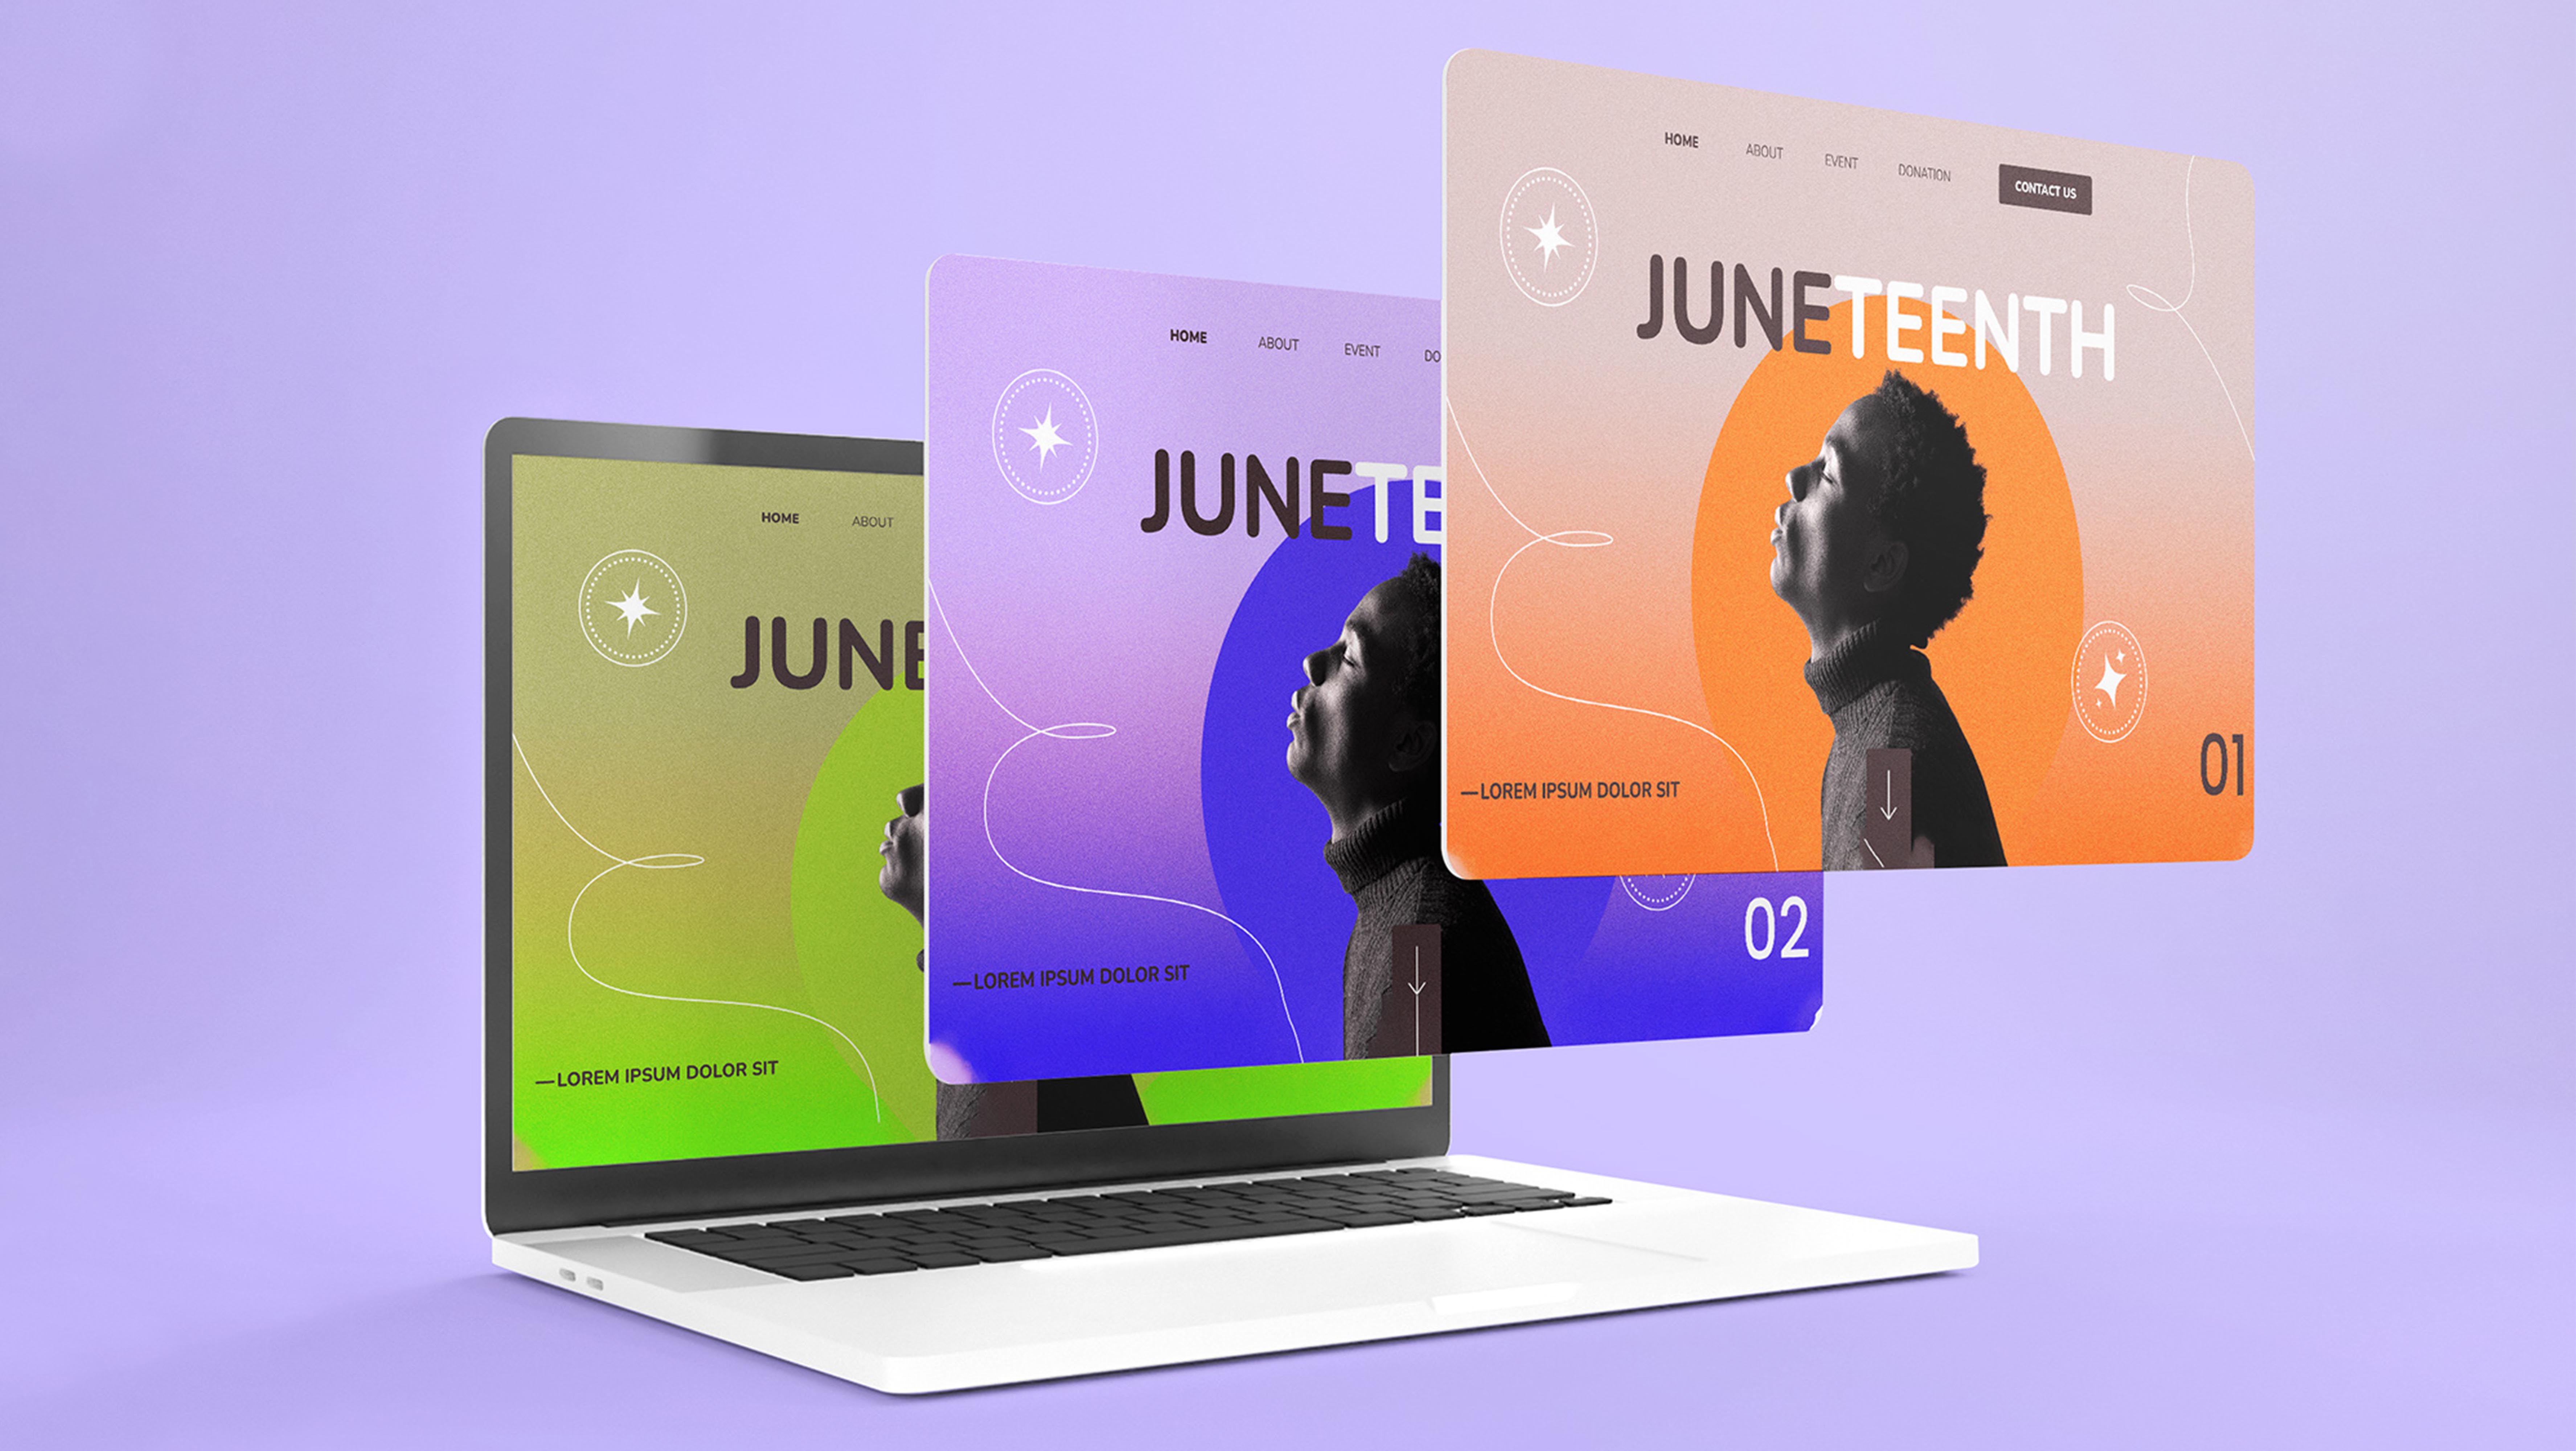 HOME ABOUT EVENT DONATION CONTACT US
JUNETEENTH
—LOREM IPSUM DOLOR SIT
01
HOME ABOUT EVENT DO
JUNETE
—LOREM IPSUM DOLOR SIT
02
HOME ABOUT
JUNE
—LOREM IPSUM DOLOR SIT